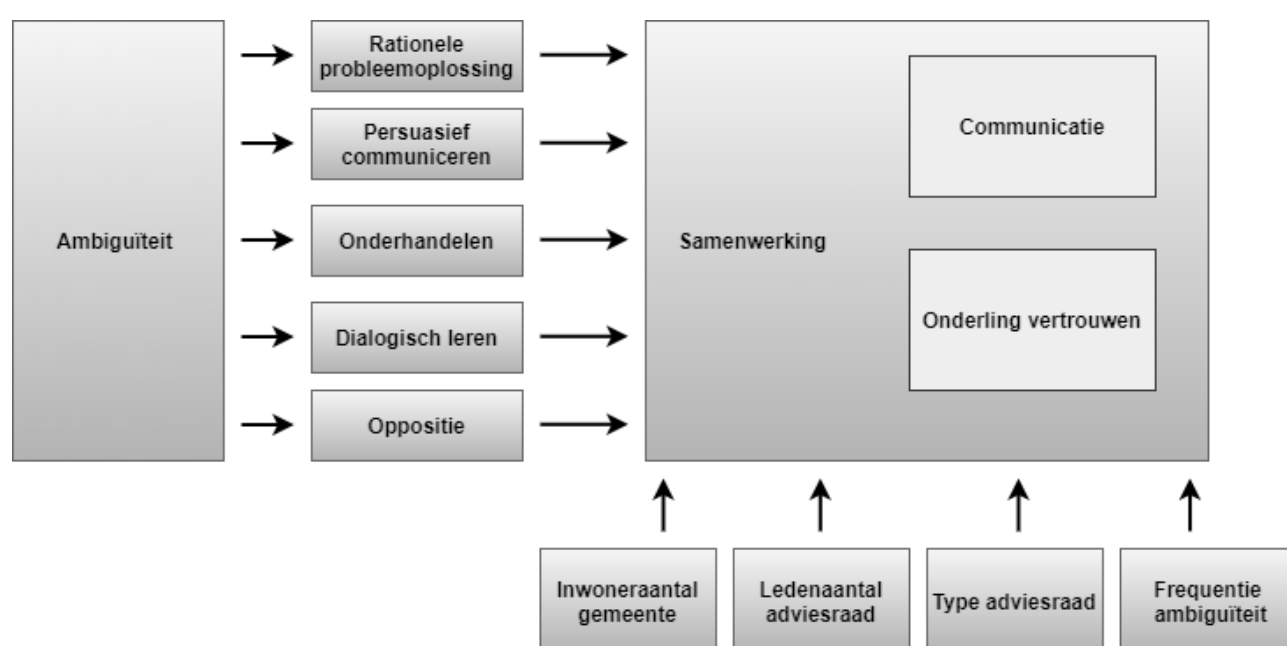 Rationele
probleemoplossing
Persuasief
communiceren
Communicatie
Ambiguïteit
Onderhandelen
Samenwerking
Onderling vertrouwen
Dialogisch leren
Oppositie
Inwoneraantal
gemeente
Ledenaantal
adviesraad
Type adviesraad
Frequentie
ambiguïteit